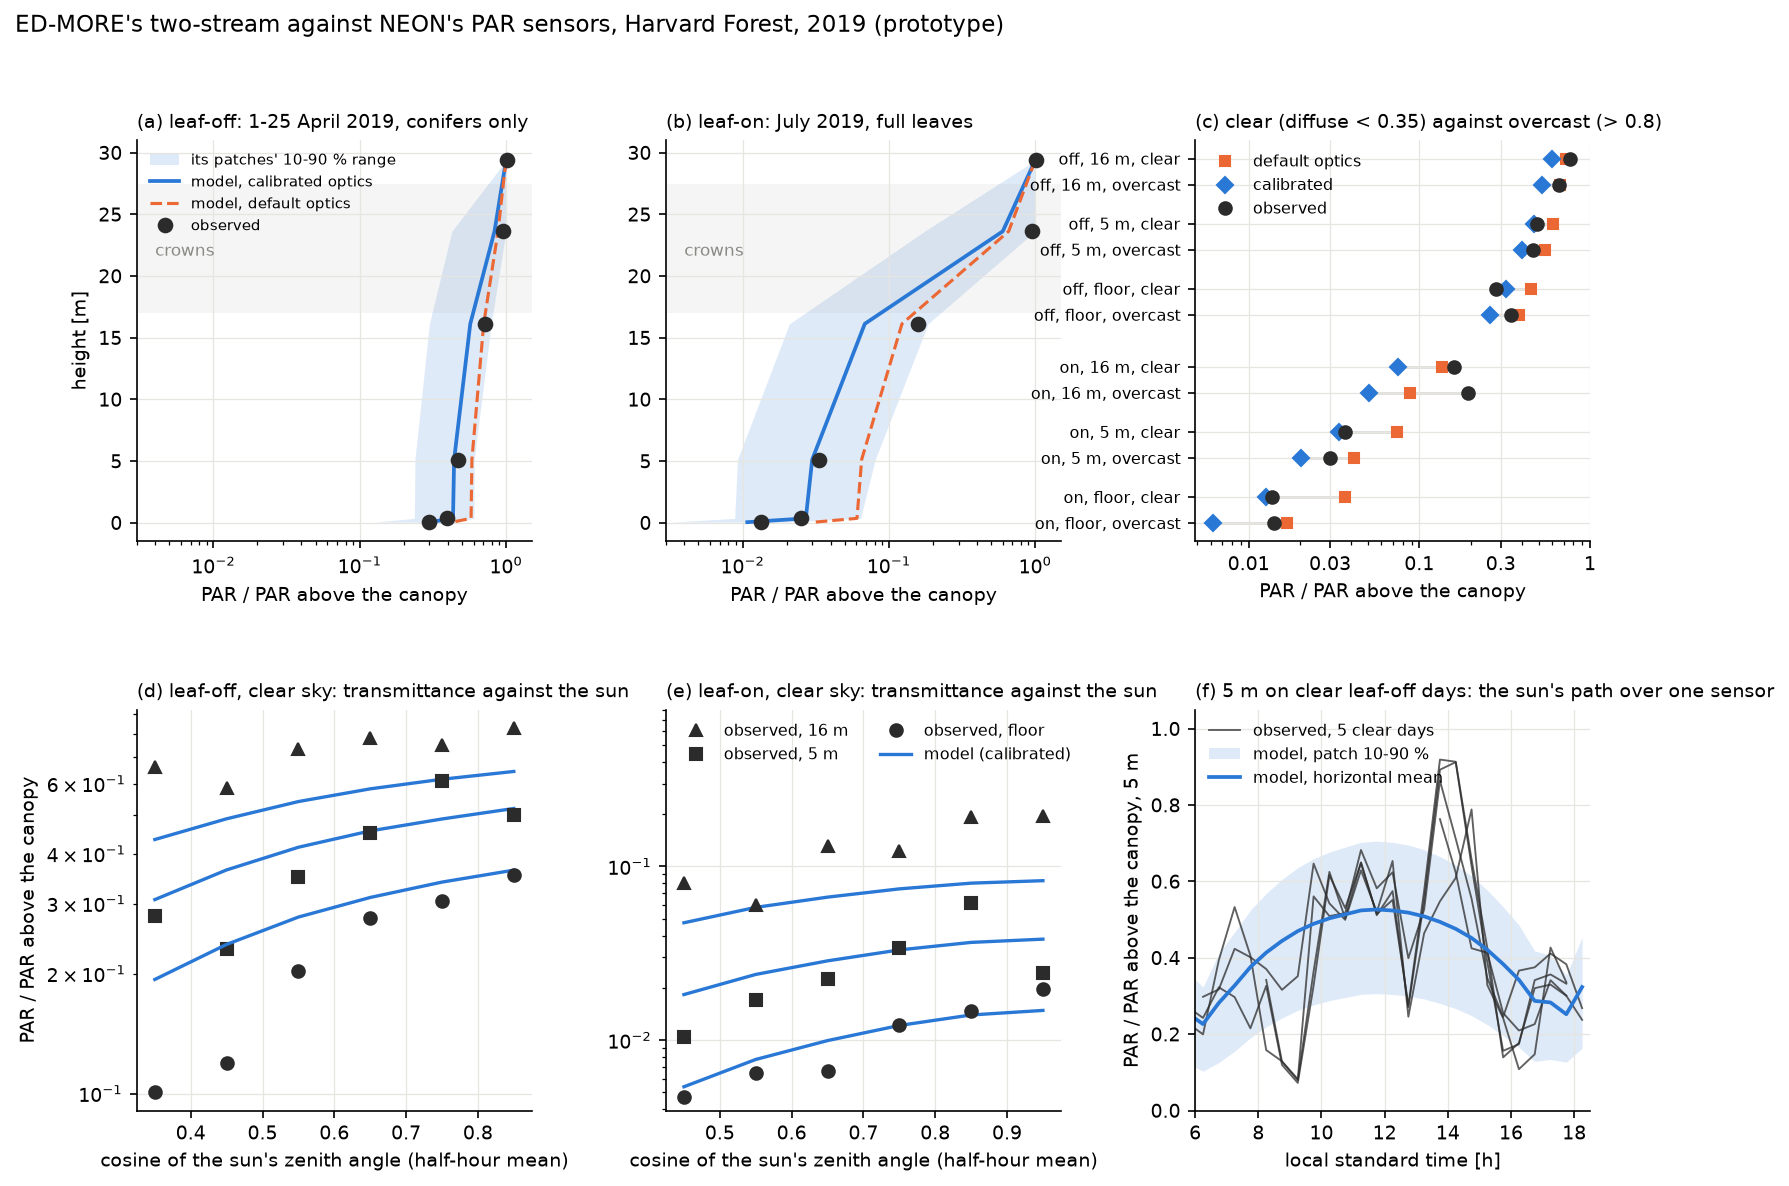 ED-MORE's two-stream against NEON's PAR sensors, Harvard Forest, 2019 (prototype)
(a) leaf-off: 1-25 April 2019, conifers only
its patches' 10-90 % range
model, calibrated optics
model, default optics
observed
crowns
30
25
20
15
10
5
0
height [m]
10⁻²
10⁻¹
10⁰
PAR / PAR above the canopy
(b) leaf-on: July 2019, full leaves
crowns
30
25
20
15
10
5
0
10⁻²
10⁻¹
10⁰
PAR / PAR above the canopy
(c) clear (diffuse < 0.35) against overcast (> 0.8)
default optics
calibrated
observed
off, 16 m, clear
off, 16 m, overcast
off, 5 m, clear
off, 5 m, overcast
off, floor, clear
off, floor, overcast
on, 16 m, clear
on, 16 m, overcast
on, 5 m, clear
on, 5 m, overcast
on, floor, clear
on, floor, overcast
0.01
0.03
0.1
0.3
1
PAR / PAR above the canopy
(d) leaf-off, clear sky: transmittance against the sun
6 × 10⁻¹
4 × 10⁻¹
3 × 10⁻¹
2 × 10⁻¹
10⁻¹
PAR / PAR above the canopy
0.4
0.5
0.6
0.7
0.8
cosine of the sun's zenith angle (half-hour mean)
(e) leaf-on, clear sky: transmittance against the sun
observed, 16 m
observed, 5 m
observed, floor
model (calibrated)
10⁻¹
10⁻²
0.5
0.6
0.7
0.8
0.9
cosine of the sun's zenith angle (half-hour mean)
(f) 5 m on clear leaf-off days: the sun's path over one sensor
observed, 5 clear days
model, patch 10-90 %
model, horizontal mean
1.0
0.8
0.6
0.4
0.2
0.0
PAR / PAR above the canopy, 5 m
6
8
10
12
14
16
18
local standard time [h]